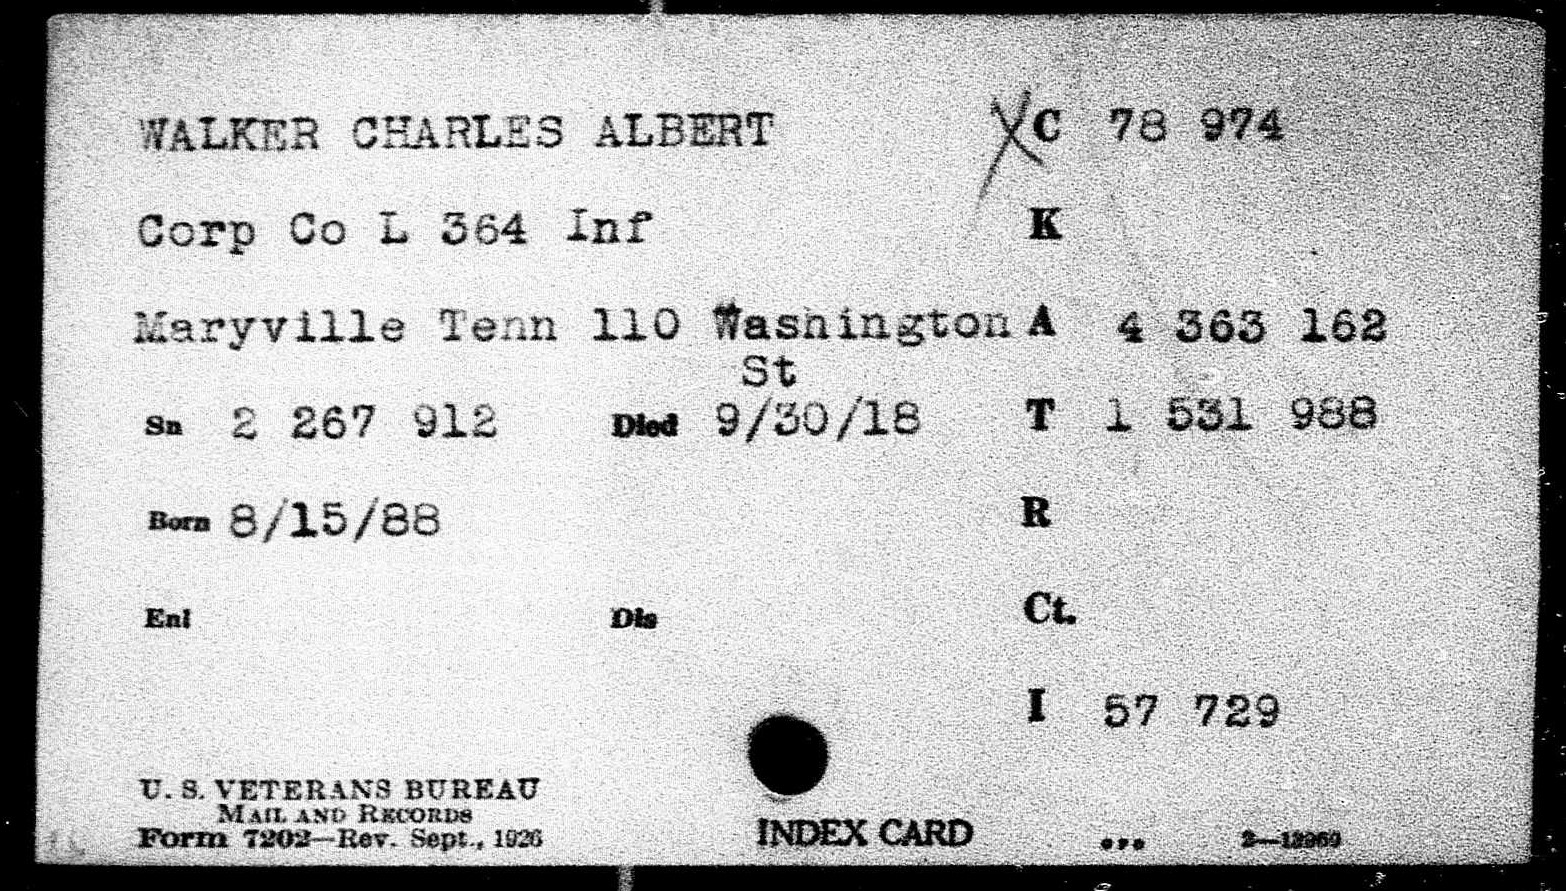 WALKER CHARLES ALBERT XC 78 974
Corp Co L 364 Inf K
Maryville Tenn 110 Washington A 4 363 162
St
Sn 2 267 912 Died 9/30/18 T 1 531 988
Born 8/15/88 R
Enl Dis Ct.
I 57 729
U. S. VETERANS BUREAU
MAIL AND RECORDS
Form 7202—Rev. Sept., 1926
INDEX CARD